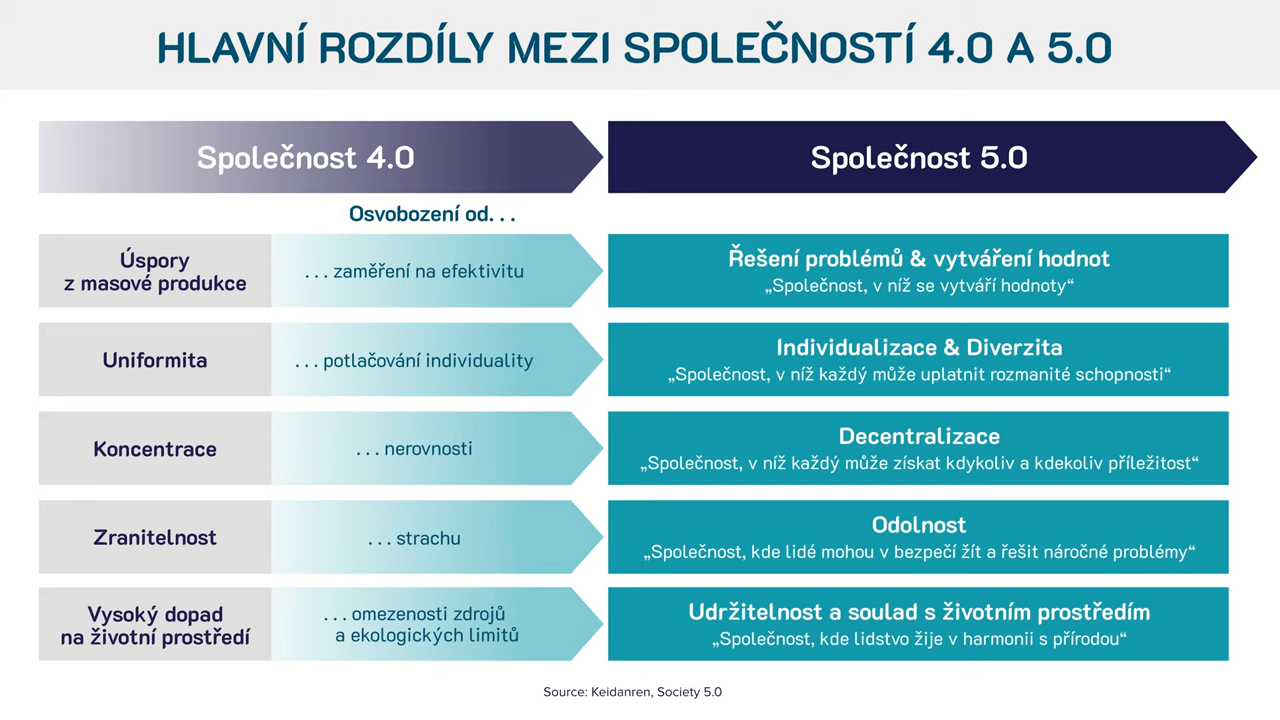 HLAVNÍ ROZDÍLY MEZI SPOLEČNOSTÍ 4.0 A 5.0
Společnost 4.0
Společnost 5.0
Osvobození od. . .
Úspory
z masové produkce
. . . zaměření na efektivitu
Řešení problémů & vytváření hodnot
„Společnost, v níž se vytváří hodnoty“
Uniformita
. . . potlačování individuality
Individualizace & Diverzita
„Společnost, v níž každý může uplatnit rozmanité schopnosti“
Koncentrace
. . . nerovnosti
Decentralizace
„Společnost, v níž každý může získat kdykoliv a kdekoliv příležitost“
Zranitelnost
. . . strachu
Odolnost
„Společnost, kde lidé mohou v bezpečí žít a řešit náročné problémy“
Vysoký dopad
na životní prostředí
. . . omezenosti zdrojů
a ekologických limitů
Udržitelnost a soulad s životním prostředím
„Společnost, kde lidstvo žije v harmonii s přírodou“
Source: Keidanren, Society 5.0